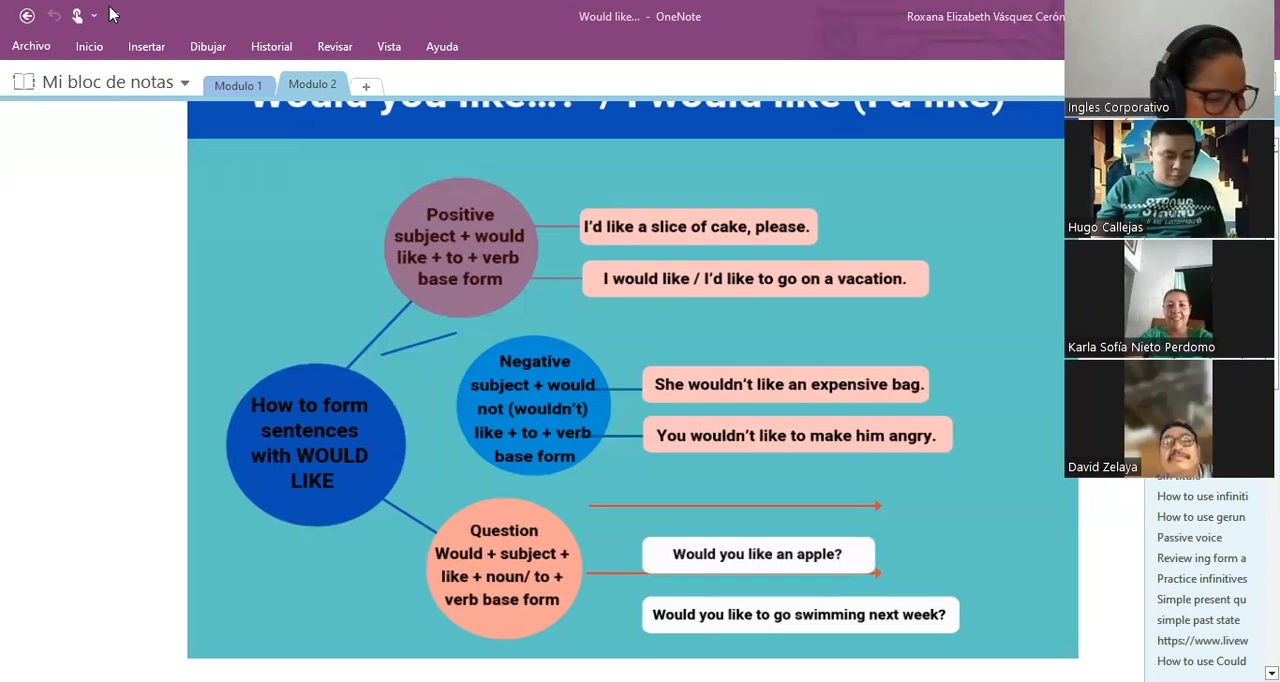 Would like... - OneNote
Roxana Elizabeth Vásquez Cerón
Archivo Inicio Insertar Dibujar Historial Revisar Vista Ayuda
Mi bloc de notas Modulo 1 Modulo 2 +
Would you like...? / I would like (I'd like)
Positive
subject + would
like + to + verb
base form
I'd like a slice of cake, please.
I would like / I'd like to go on a vacation.
Negative
subject + would
not (wouldn't)
like + to + verb
base form
She wouldn't like an expensive bag.
You wouldn't like to make him angry.
How to form
sentences
with WOULD
LIKE
Question
Would + subject +
like + noun/ to +
verb base form
Would you like an apple?
Would you like to go swimming next week?
Ingles Corporativo
STRONG
Hugo Callejas
Karla Sofía Nieto Perdomo
David Zelaya
How to use infiniti
How to use gerun
Passive voice
Review ing form a
Practice infinitives
Simple present qu
simple past state
https://www.livew
How to use Could